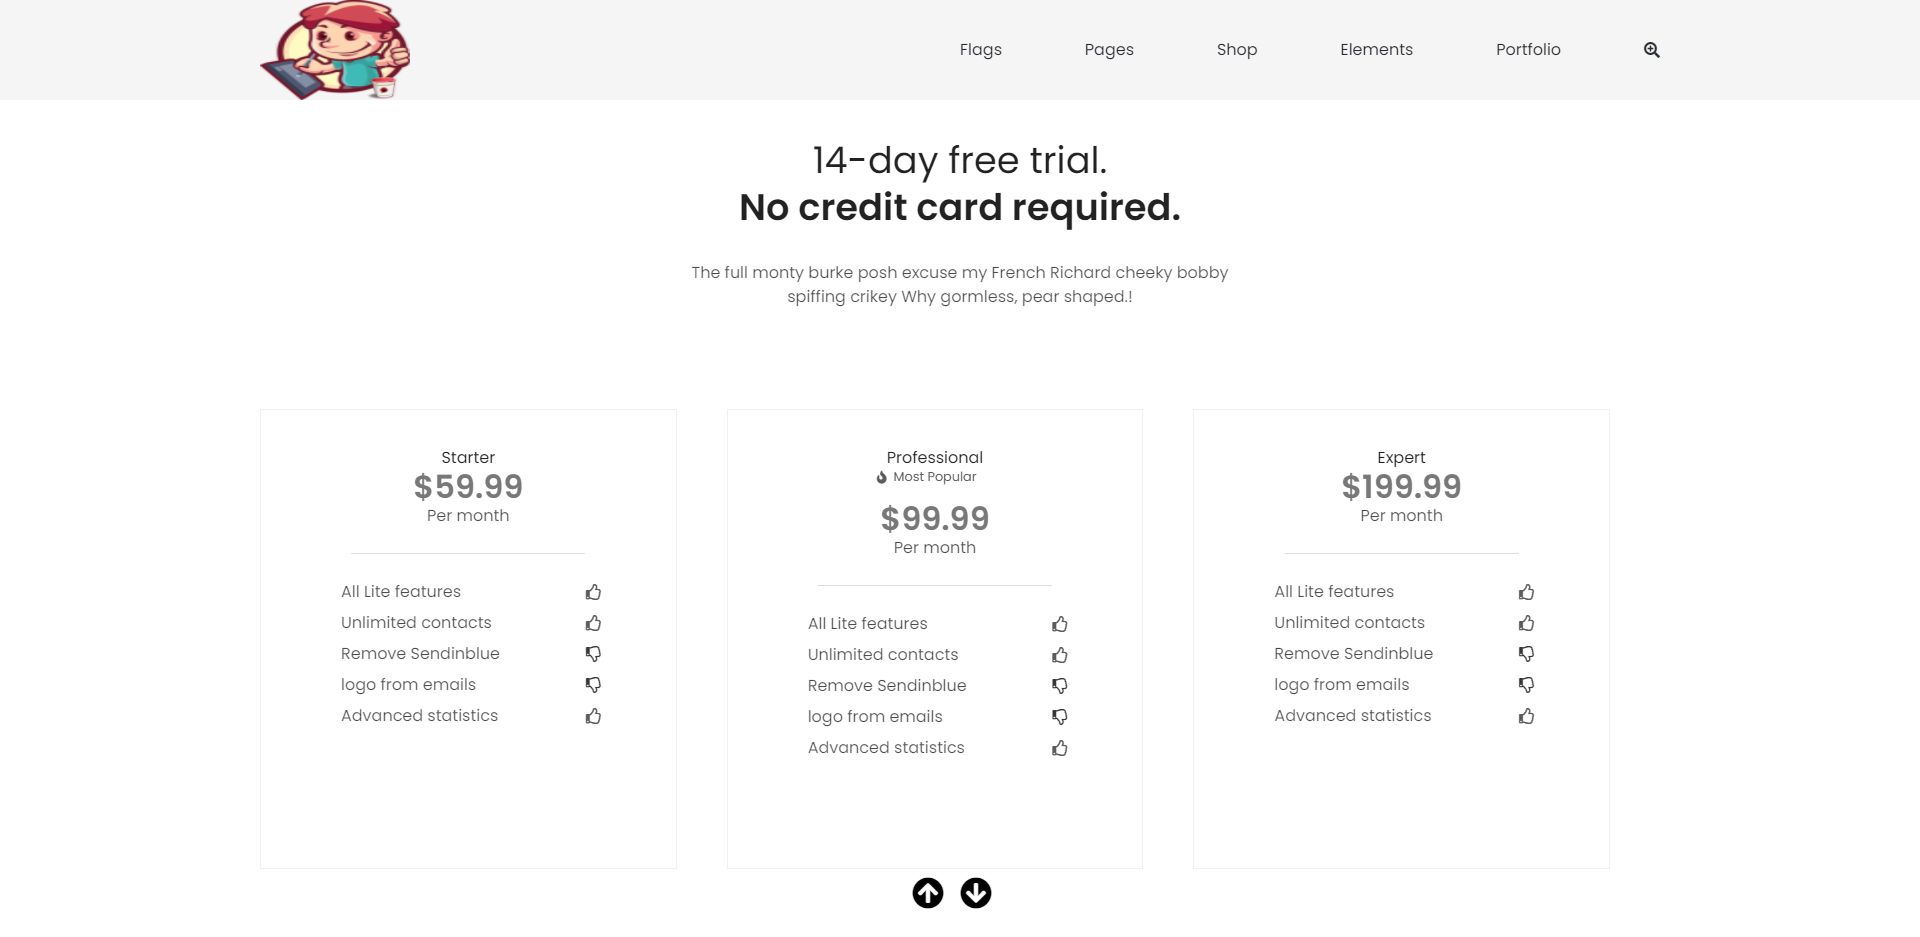 Flags
Pages
Shop
Elements
Portfolio
14-day free trial.
No credit card required.
The full monty burke posh excuse my French Richard cheeky bobby
spiffing crikey Why gormless, pear shaped.!
Starter
$59.99
Per month
All Lite features
Unlimited contacts
Remove Sendinblue
logo from emails
Advanced statistics
Professional
Most Popular
$99.99
Per month
All Lite features
Unlimited contacts
Remove Sendinblue
logo from emails
Advanced statistics
Expert
$199.99
Per month
All Lite features
Unlimited contacts
Remove Sendinblue
logo from emails
Advanced statistics